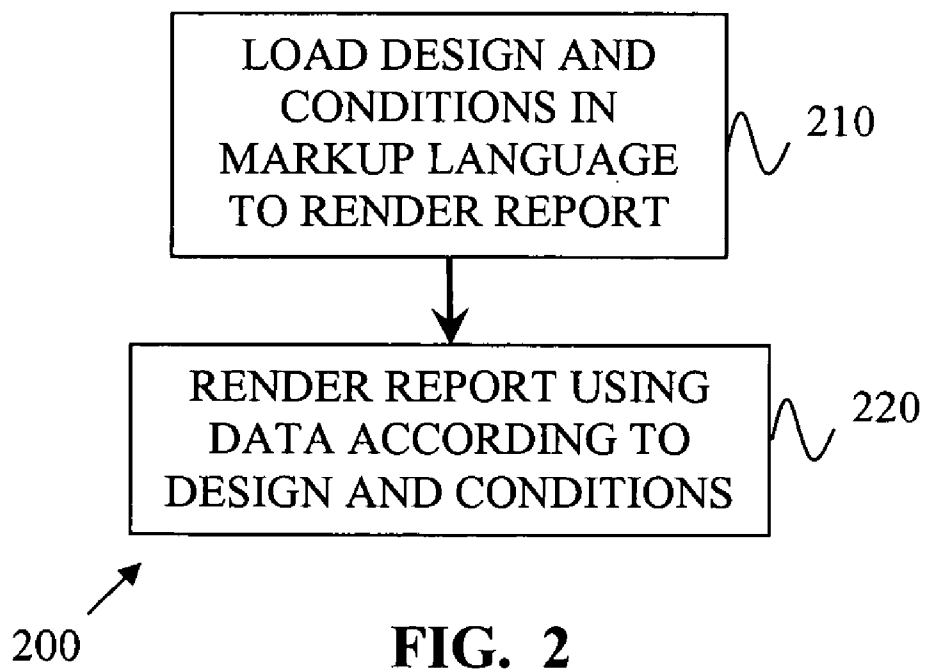 LOAD DESIGN AND
CONDITIONS IN
MARKUP LANGUAGE
TO RENDER REPORT
210
RENDER REPORT USING
DATA ACCORDING TO
DESIGN AND CONDITIONS
220
200
FIG. 2